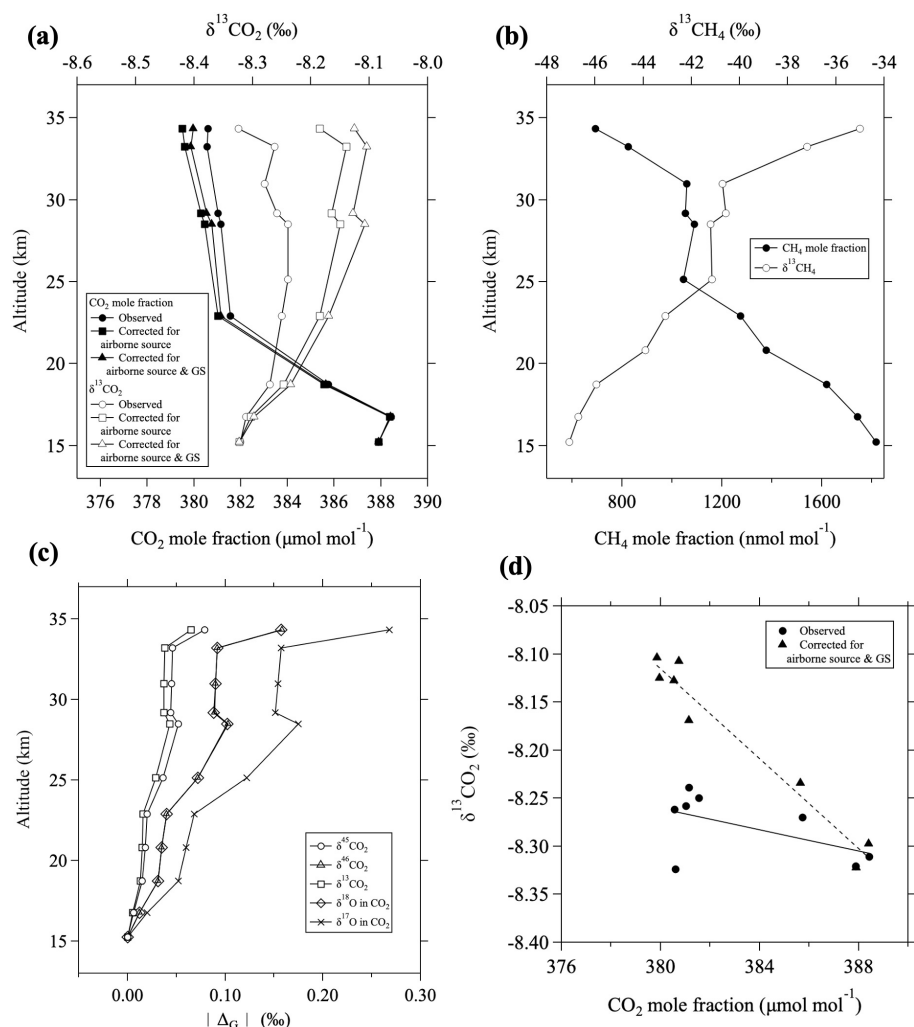 (a)
δ13CO2 (‰)
-8.6 -8.5 -8.4 -8.3 -8.2 -8.1 -8.0
35
30
25
20
15
Altitude (km)
CO2 mole fraction
Observed
Corrected for
airborne source
Corrected for
airborne source & GS
δ13CO2
Observed
Corrected for
airborne source
Corrected for
airborne source & GS
376 378 380 382 384 386 388 390
CO2 mole fraction (μmol mol-1)
(b)
δ13CH4 (‰)
-48 -46 -44 -42 -40 -38 -36 -34
35
30
25
20
15
Altitude (km)
CH4 mole fraction
δ13CH4
800 1200 1600
CH4 mole fraction (nmol mol-1)
(c)
35
30
25
20
15
Altitude (km)
δ45CO2
δ46CO2
δ13CO2
δ18O in CO2
δ17O in CO2
0.00 0.10 0.20 0.30
| ΔG | (‰)
(d)
-8.05
-8.10
-8.20
-8.25
-8.30
-8.40
δ13CO2 (‰)
Observed
Corrected for
airborne source & GS
376 380 384 388
CO2 mole fraction (μmol mol-1)